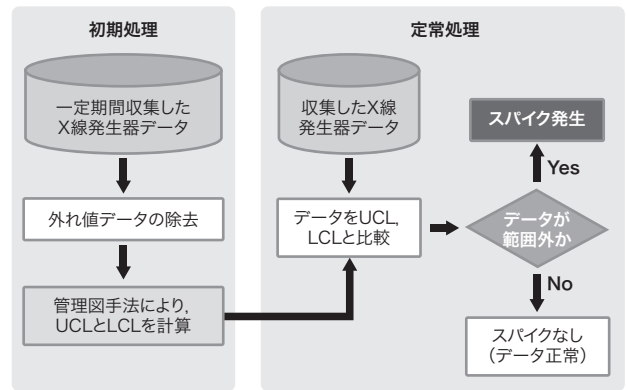 初期処理
一定期間収集した
X線発生器データ
外れ値データの除去
管理図手法により,
UCLとLCLを計算
定常処理
収集したX線
発生器データ
データをUCL,
LCLと比較
データが
範囲外か
Yes
スパイク発生
No
スパイクなし
(データ正常)